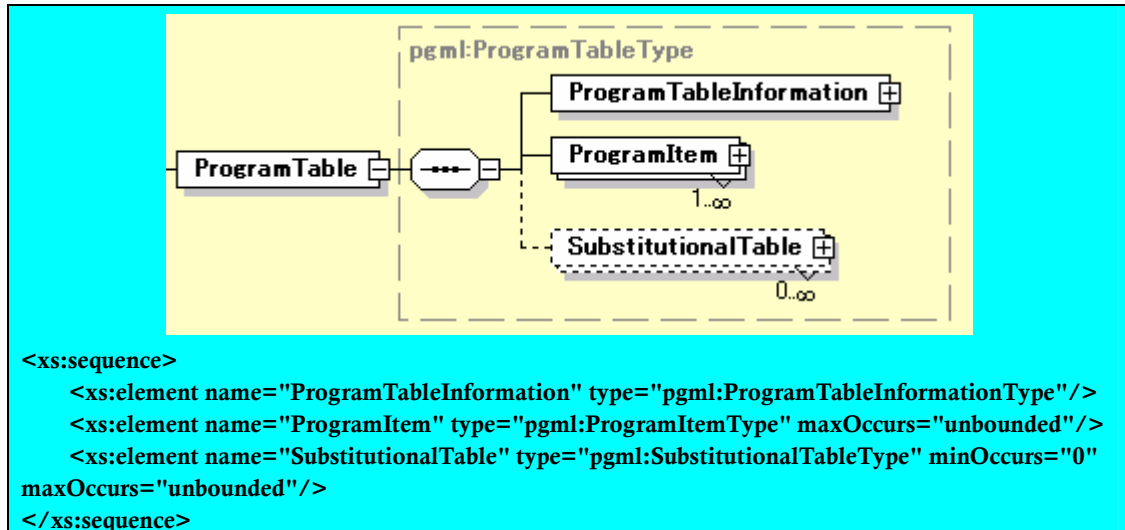 pgml:ProgramTableType
ProgramTableInformation
ProgramItem
ProgramTable
1..∞
SubstitutionalTable
0..∞
<xs:sequence>
<xs:element name="ProgramTableInformation" type="pgml:ProgramTableInformationType"/>
<xs:element name="ProgramItem" type="pgml:ProgramItemType" maxOccurs="unbounded"/>
<xs:element name="SubstitutionalTable" type="pgml:SubstitutionalTableType" minOccurs="0"
maxOccurs="unbounded"/>
</xs:sequence>